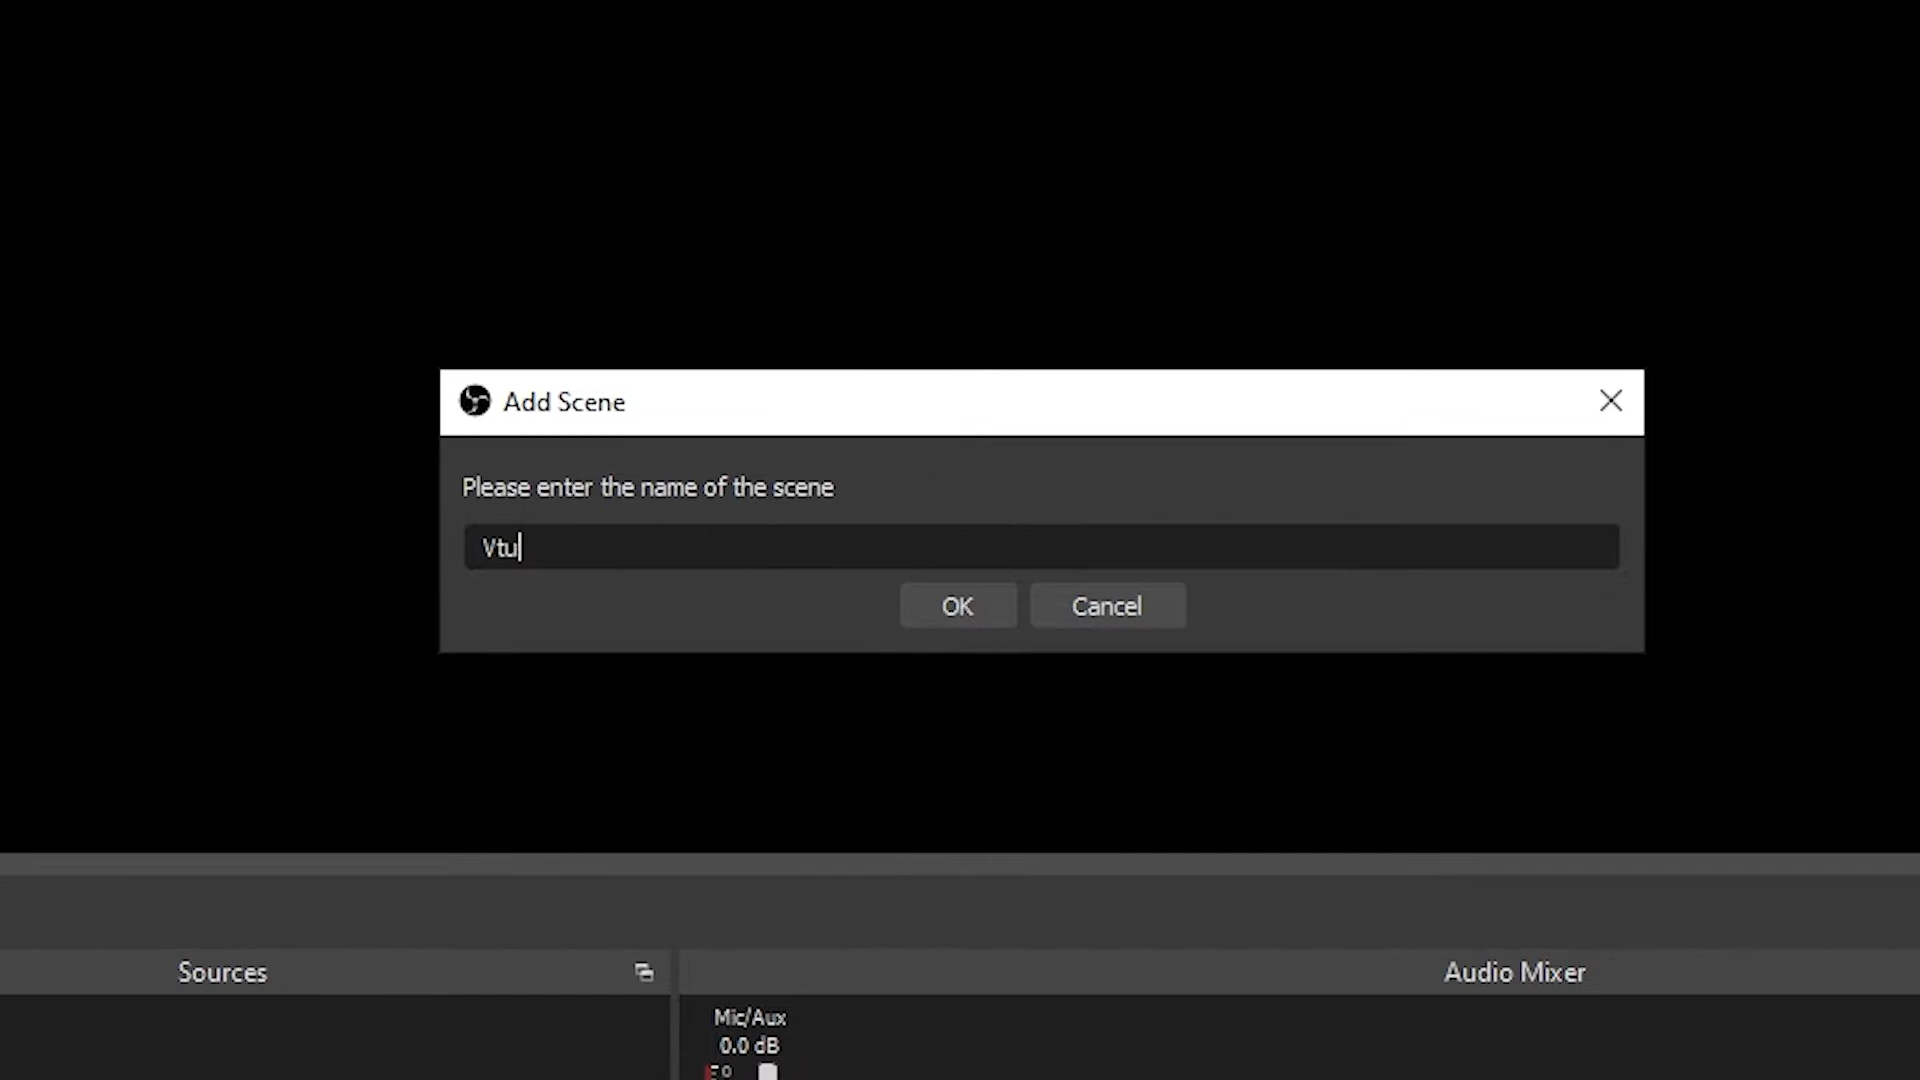 Add Scene
Please enter the name of the scene
Vtu
OK Cancel
Sources Audio Mixer
Mic/Aux
0.0 dB
0